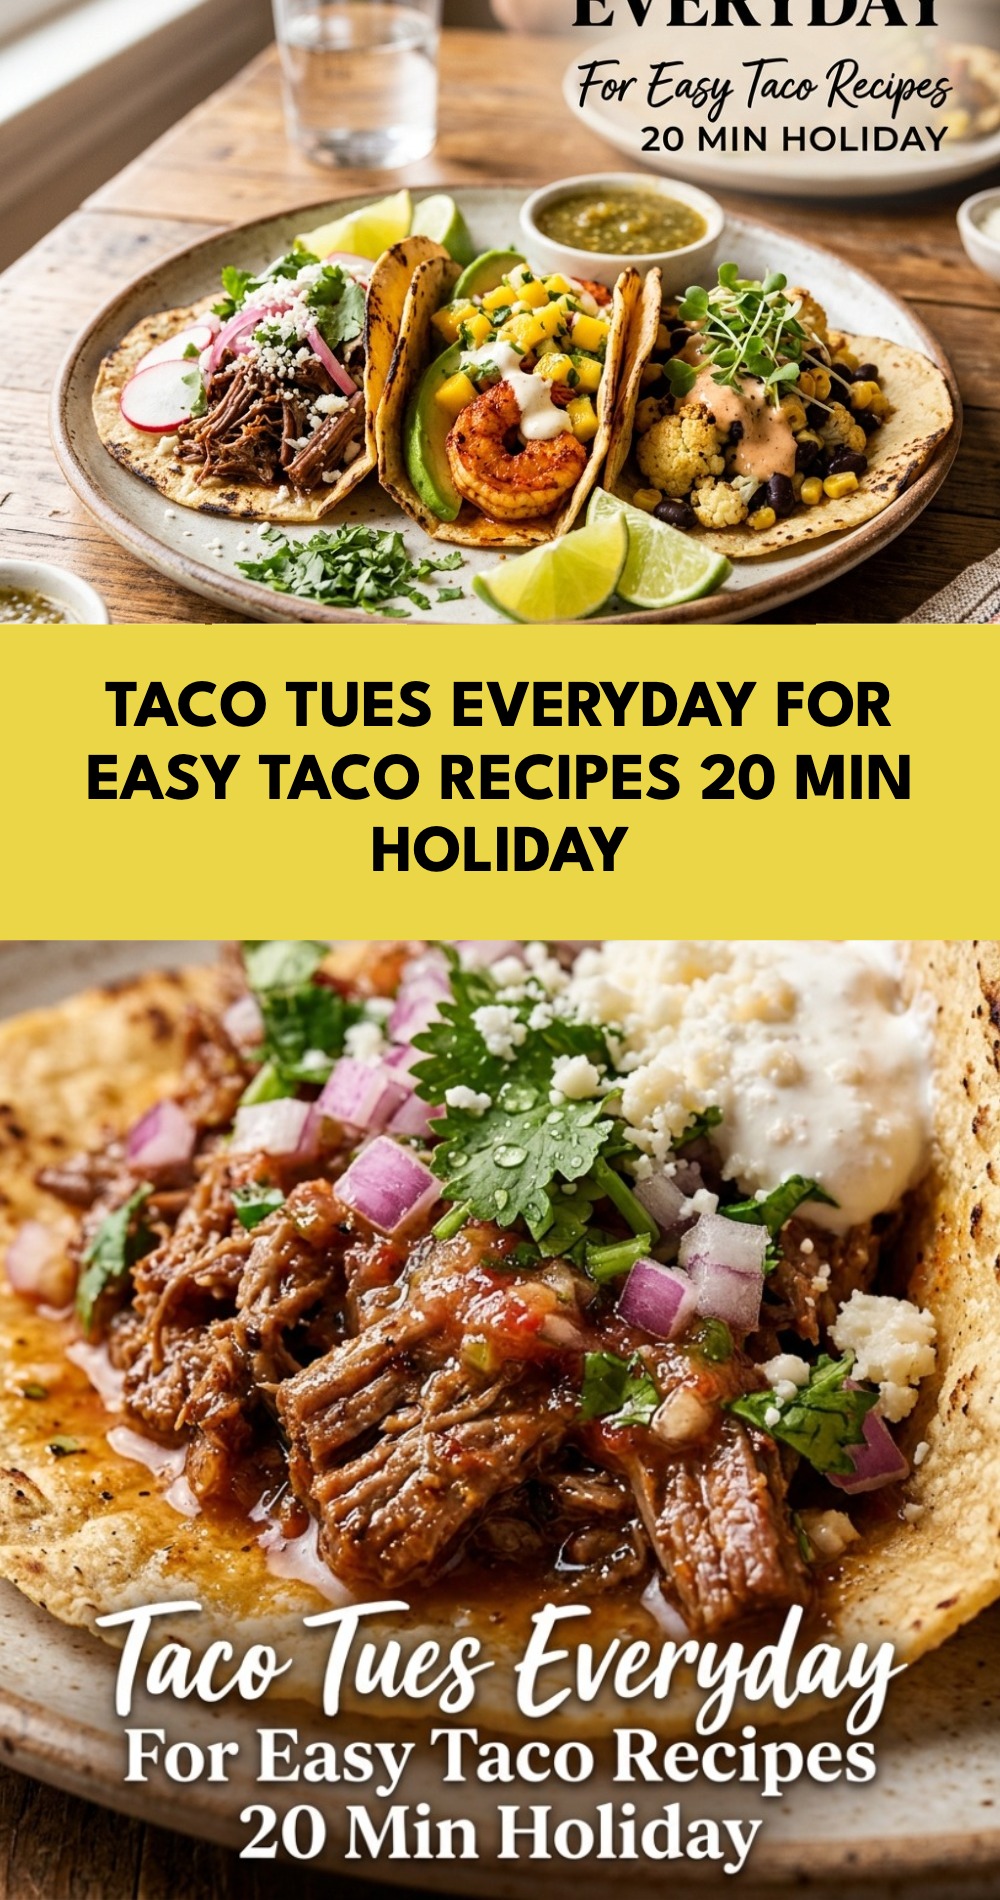 EVERYDAY
For Easy Taco Recipes
20 MIN HOLIDAY
TACO TUES EVERYDAY FOR
EASY TACO RECIPES 20 MIN
HOLIDAY
Taco Tues Everyday
For Easy Taco Recipes
20 Min Holiday